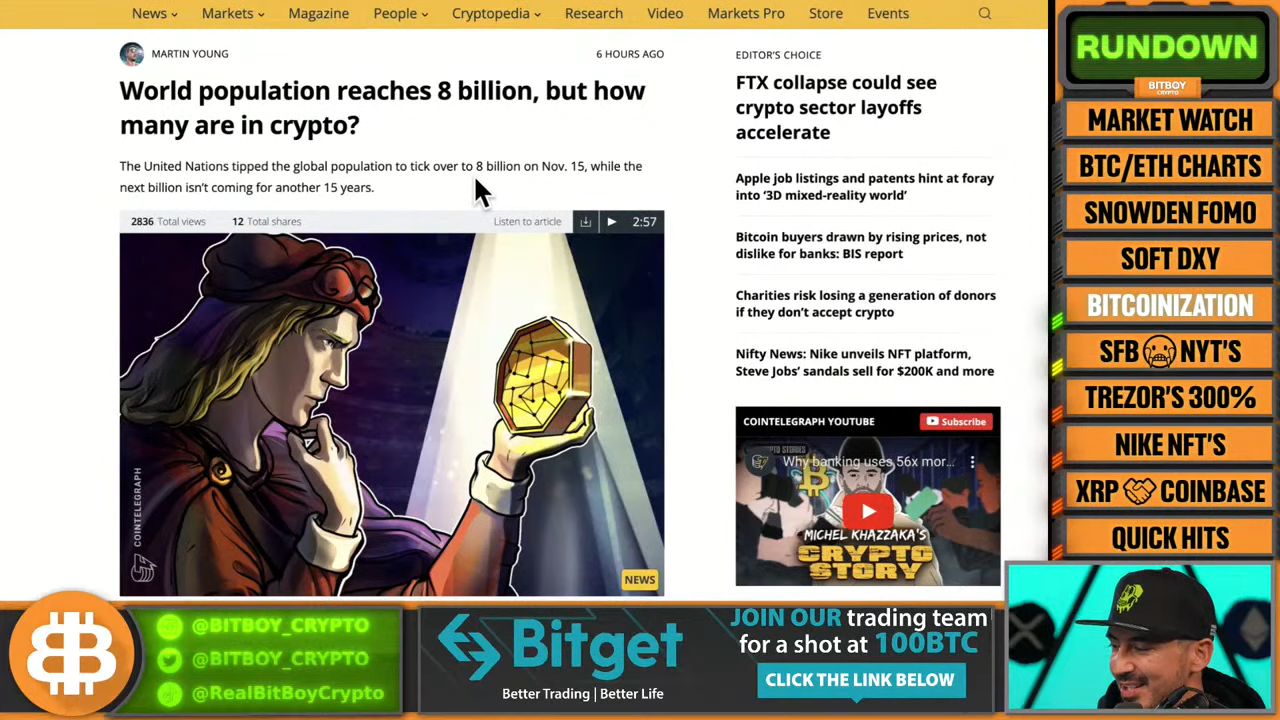 News
Markets
Magazine
People
Cryptopedia
Research
Video
Markets Pro
Store
Events
MARTIN YOUNG
6 HOURS AGO
World population reaches 8 billion, but how
many are in crypto?
The United Nations tipped the global population to tick over to 8 billion on Nov. 15, while the
next billion isn't coming for another 15 years.
2836 Total views
12 Total shares
Listen to article
2:57
COINTELEGRAPH
NEWS
EDITOR'S CHOICE
FTX collapse could see
crypto sector layoffs
accelerate
Apple job listings and patents hint at foray
into '3D mixed-reality world'
Bitcoin buyers drawn by rising prices, not
dislike for banks: BIS report
Charities risk losing a generation of donors
if they don't accept crypto
Nifty News: Nike unveils NFT platform,
Steve Jobs' sandals sell for $200K and more
COINTELEGRAPH YOUTUBE
Subscribe
Why banking uses 56x mor...
MICHEL KHAZZAKA'S
CRYPTO
STORY
RUNDOWN
BITBOY
CRYPTO
MARKET WATCH
BTC/ETH CHARTS
SNOWDEN FOMO
SOFT DXY
BITCOINIZATION
SFB NYT'S
TREZOR'S 300%
NIKE NFT'S
XRP COINBASE
QUICK HITS
@BITBOY_CRYPTO
@BITBOY_CRYPTO
@RealBitBoyCrypto
Bitget
Better Trading | Better Life
JOIN OUR trading team
for a shot at 100BTC
CLICK THE LINK BELOW